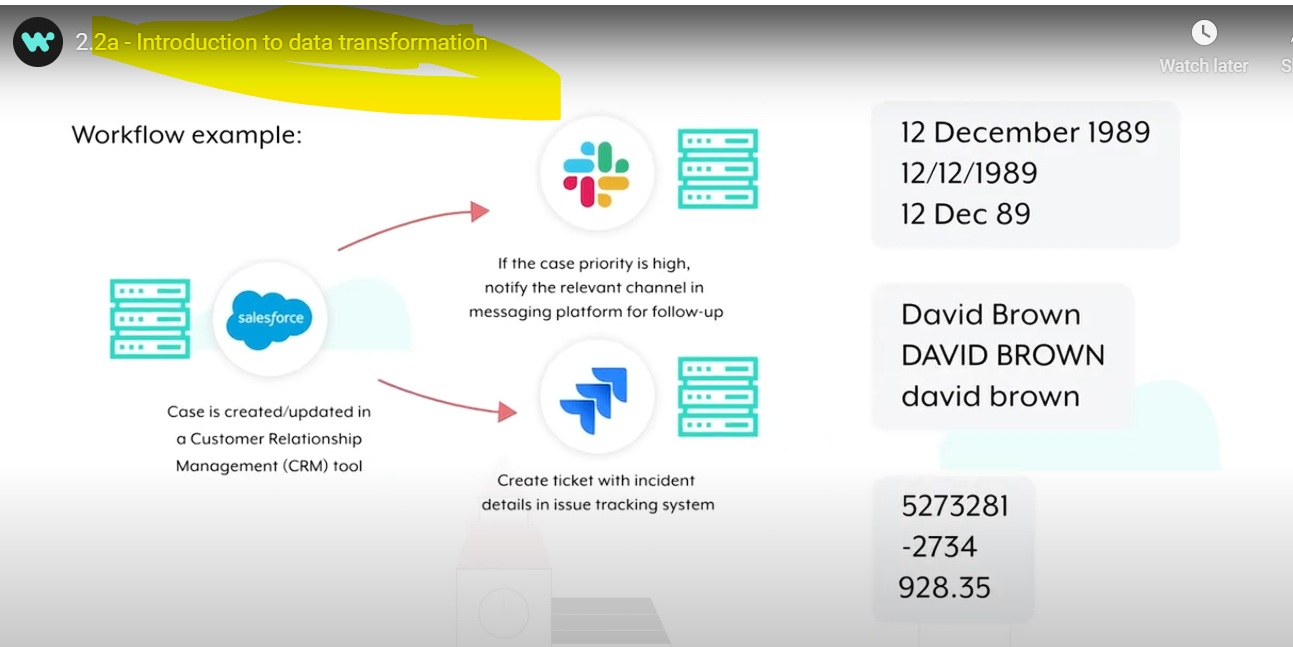 2.2a - Introduction to data transformation
Watch later
Workflow example:
12 December 1989
12/12/1989
12 Dec 89
If the case priority is high,
notify the relevant channel in
messaging platform for follow-up
salesforce
David Brown
DAVID BROWN
david brown
Case is created/updated in
a Customer Relationship
Management (CRM) tool
Create ticket with incident
details in issue tracking system
5273281
-2734
928.35